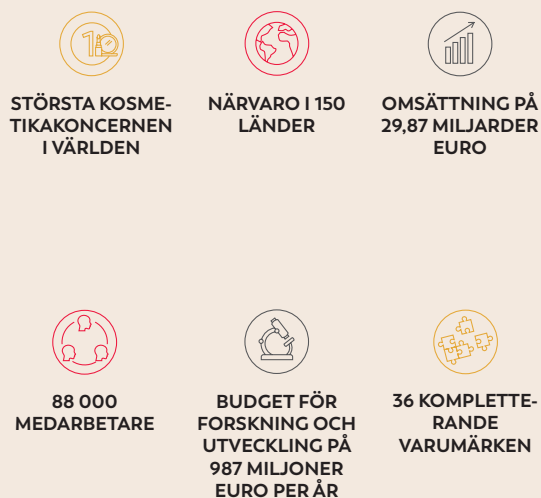 STÖRSTA KOSME-
TIKAKONCERNEN
I VÄRLDEN
NÄRVARO I 150
LÄNDER
OMSÄTTNING PÅ
29,87 MILJARDER
EURO
88 000
MEDARBETARE
BUDGET FÖR
FORSKNING OCH
UTVECKLING PÅ
987 MILJONER
EURO PER ÅR
36 KOMPLETTE-
RANDE
VARUMÄRKEN